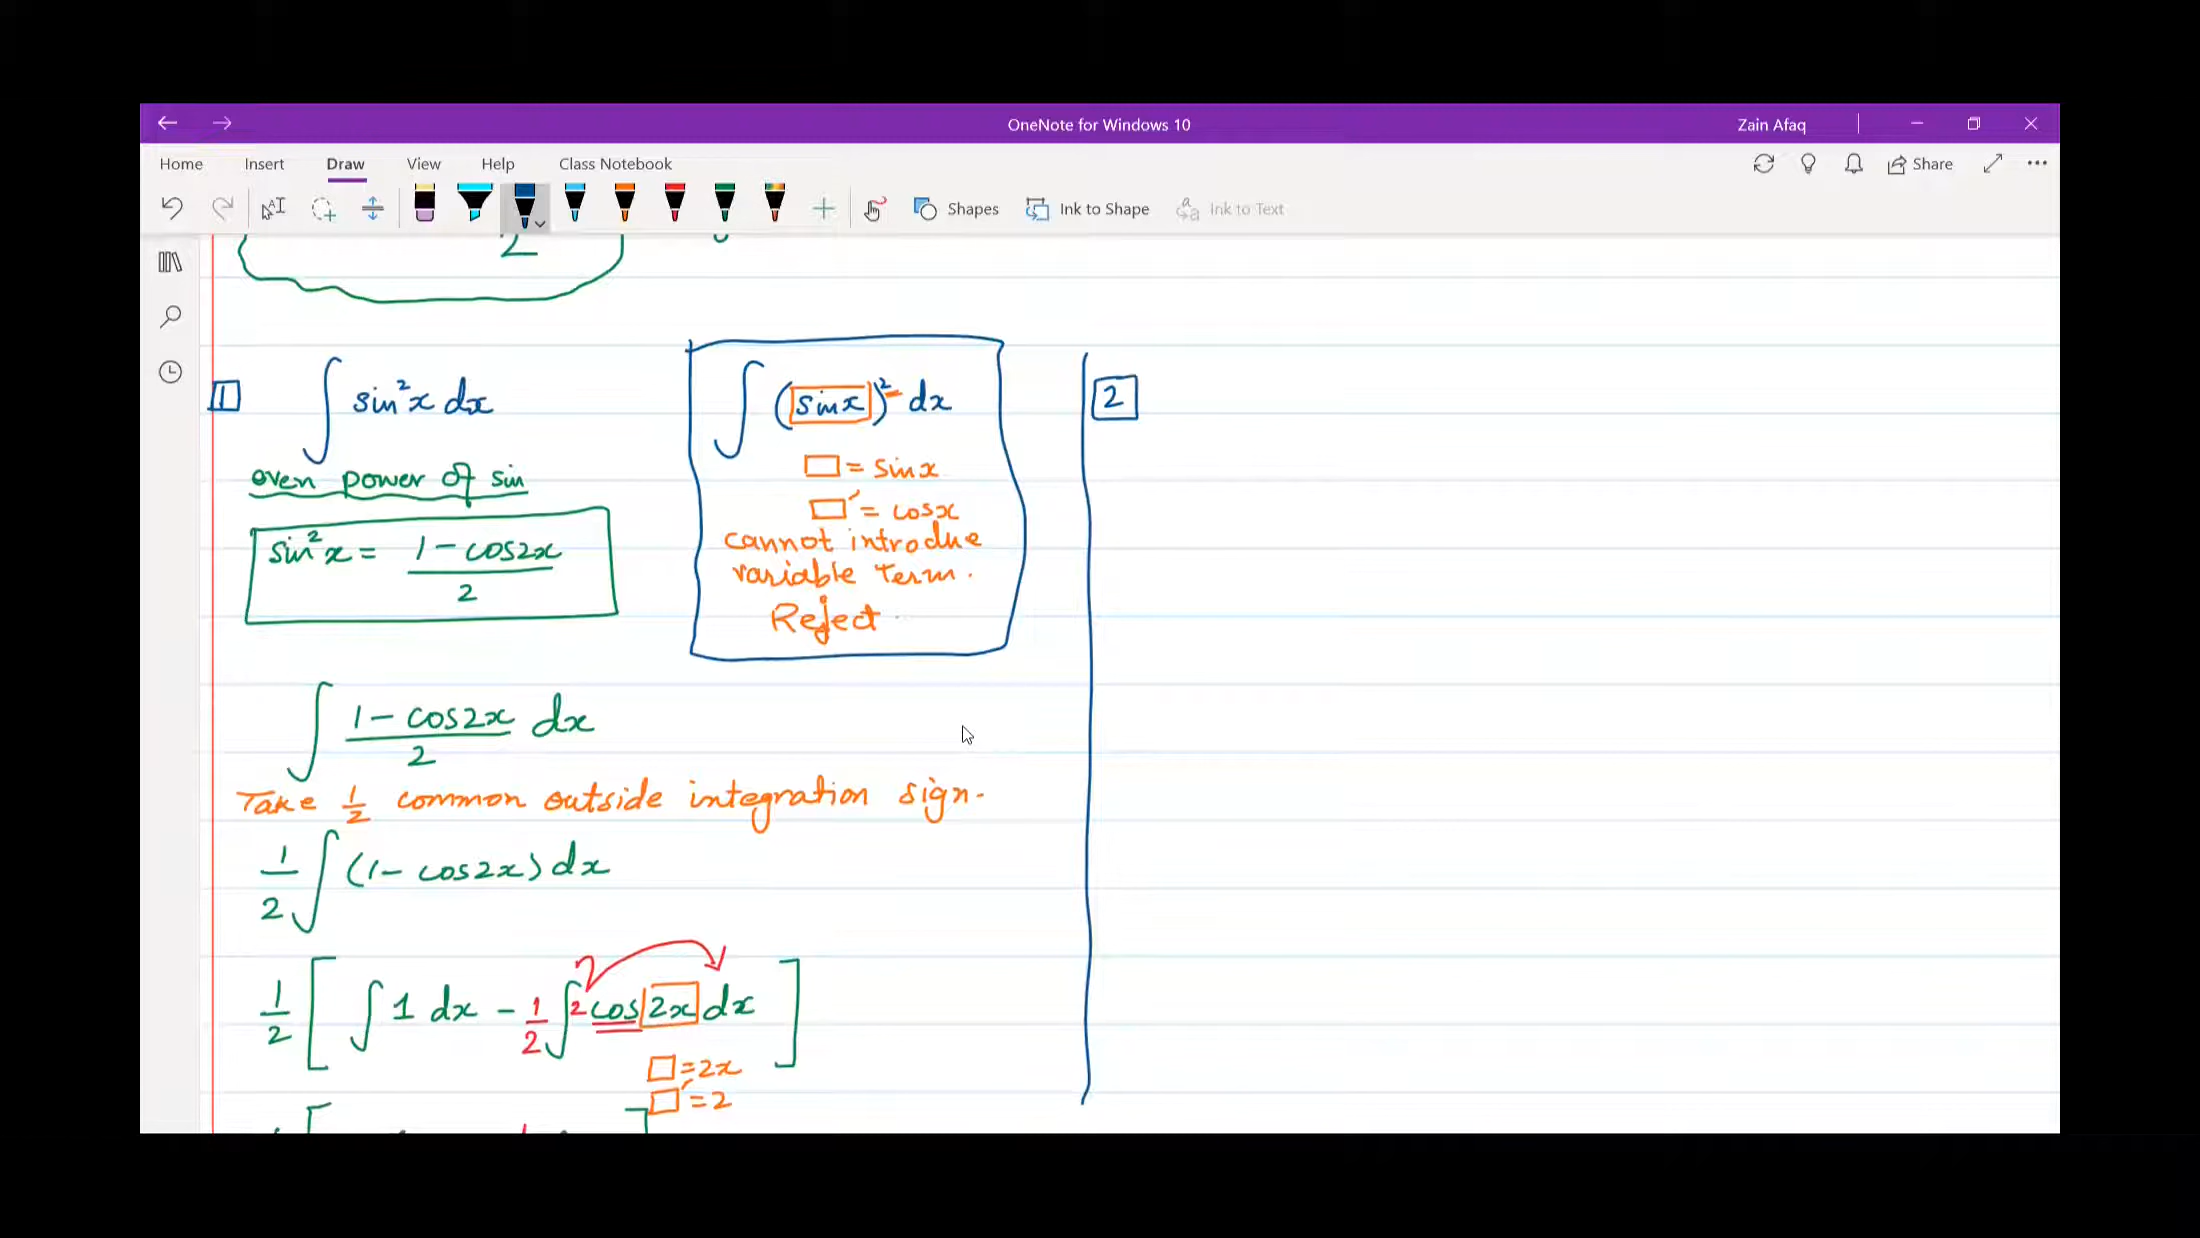 OneNote for Windows 10
Zain Afaq
Home Insert Draw View Help Class Notebook
Share
Shapes Ink to Shape Ink to Text
2
1 ∫ sin²x dx
even power of sin
sin²x = (1 - cos2x)/2
∫ (sinx)² dx
□ = sinx
□′ = cosx
cannot introdue
variable term.
Reject
∫ (1 - cos2x)/2 dx
Take 1/2 common outside integration sign.
1/2 ∫ (1 - cos2x) dx
1/2 [ ∫ 1 dx - 1/2 ∫ 2 cos 2x dx ]
□ = 2x
□′ = 2
2